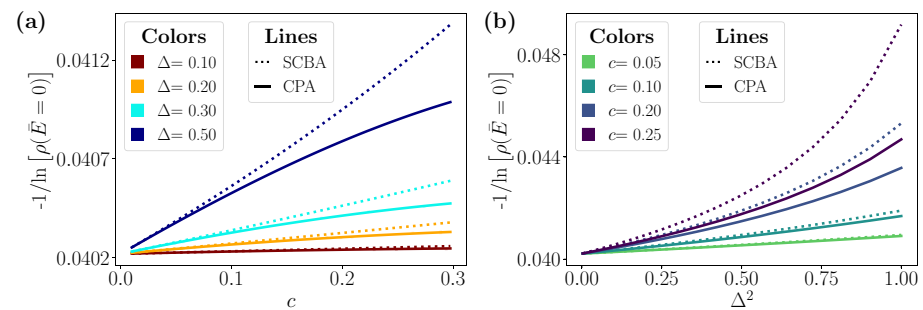 (a)
-1/ln [ρ(Ē = 0)]
0.0412
0.0407
0.0402
Colors
Δ= 0.10
Δ= 0.20
Δ= 0.30
Δ= 0.50
Lines
SCBA
CPA
0.0
0.1
0.2
0.3
c
(b)
-1/ln [ρ(Ē = 0)]
0.048
0.044
0.040
Colors
c= 0.05
c= 0.10
c= 0.20
c= 0.25
Lines
SCBA
CPA
0.00
0.25
0.50
0.75
1.00
Δ²